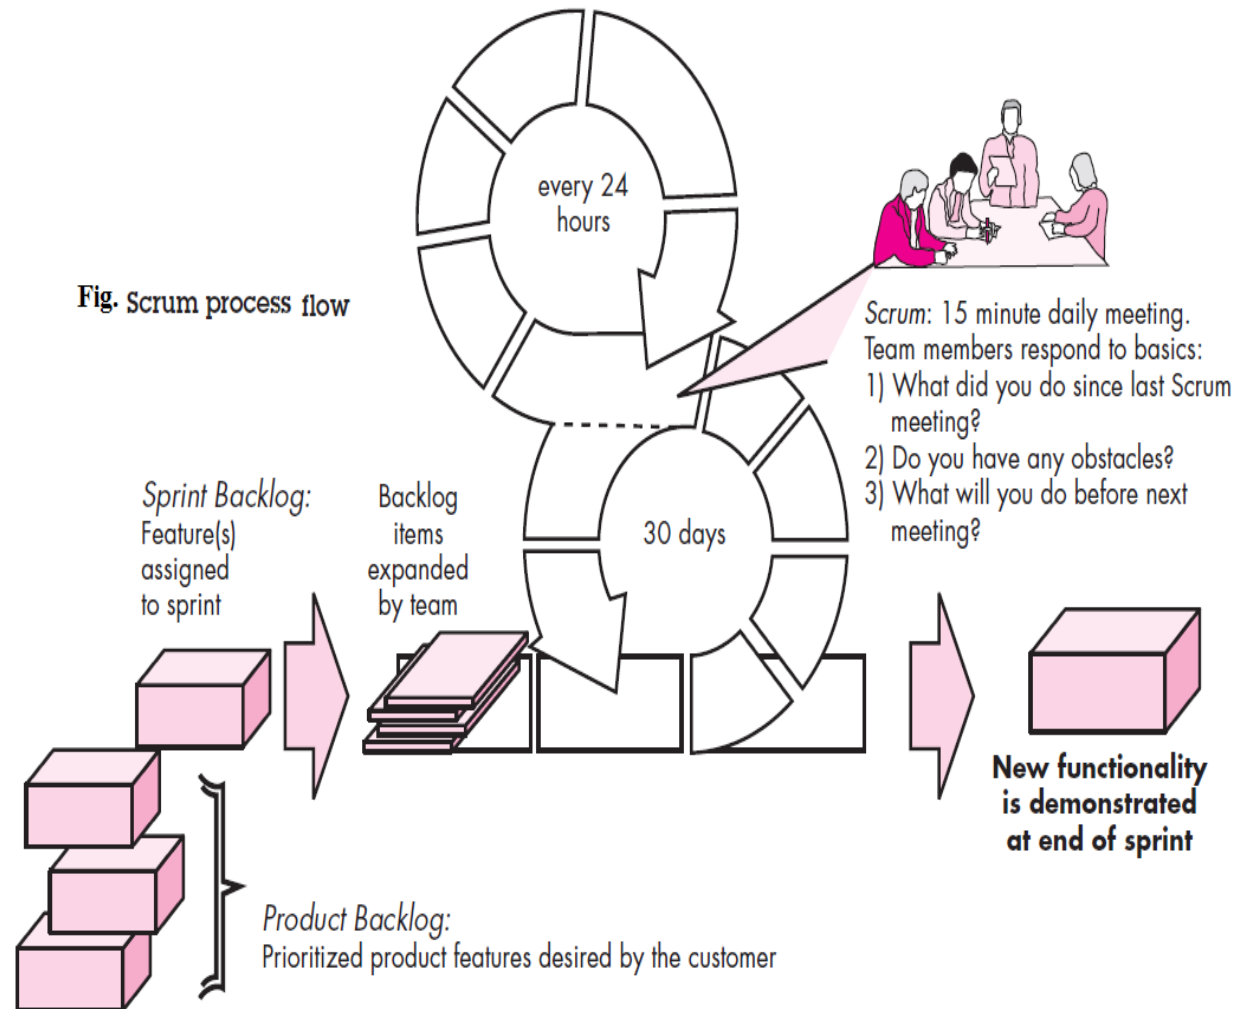 every 24
hours
Fig. Scrum process flow
Scrum: 15 minute daily meeting.
Team members respond to basics:
1) What did you do since last Scrum
meeting?
2) Do you have any obstacles?
3) What will you do before next
meeting?
Sprint Backlog:
Feature(s)
assigned
to sprint
Backlog
items
expanded
by team
30 days
New functionality
is demonstrated
at end of sprint
Product Backlog:
Prioritized product features desired by the customer